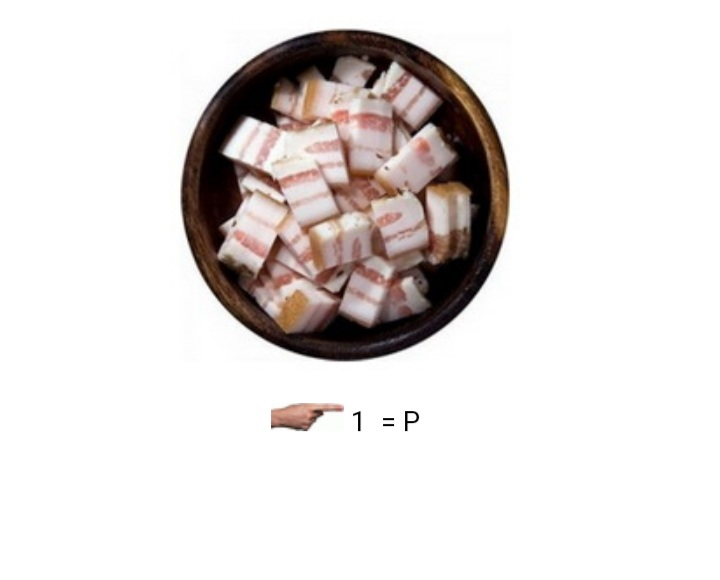 1 = P